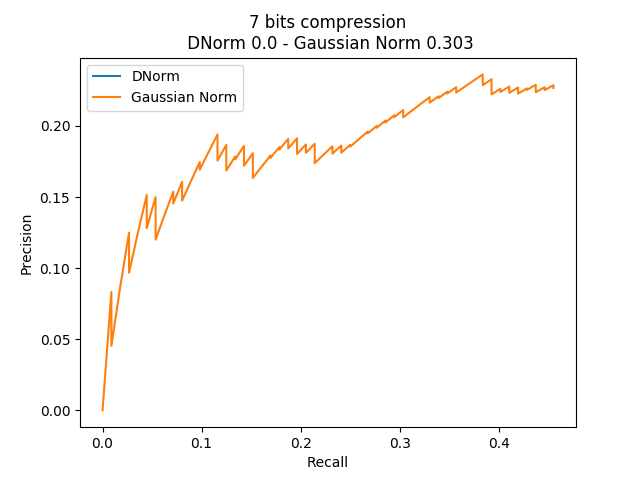 7 bits compression
DNorm 0.0 - Gaussian Norm 0.303
DNorm
Gaussian Norm
0.20
0.15
0.10
0.05
0.00
Precision
0.0 0.1 0.2 0.3 0.4
Recall